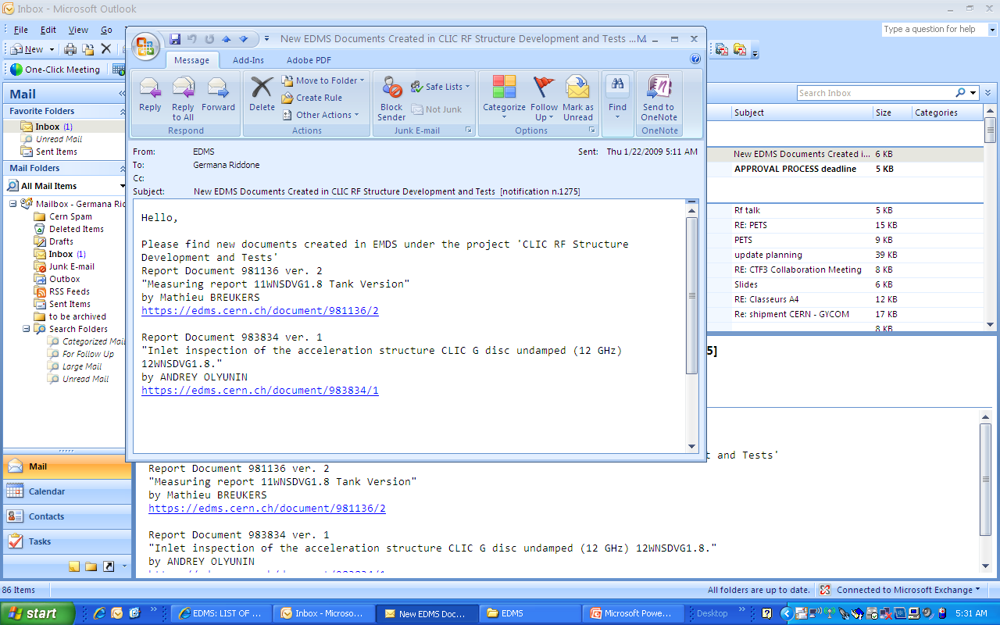 Inbox - Microsoft Outlook
File Edit View Go
Type a question for help
New
One-Click Meeting
New EDMS Documents Created in CLIC RF Structure Development and Tests ...M
Message Add-Ins Adobe PDF
Reply
Reply to All
Forward
Respond
Delete
Move to Folder
Create Rule
Other Actions
Actions
Block Sender
Safe Lists
Not Junk
Junk E-mail
Categorize
Follow Up
Mark as Unread
Options
Find
Send to OneNote
OneNote
From: EDMS
Sent: Thu 1/22/2009 5:11 AM
To: Germana Riddone
Cc:
Subject: New EDMS Documents Created in CLIC RF Structure Development and Tests [notification n.1275]
Hello,
Please find new documents created in EMDS under the project 'CLIC RF Structure
Development and Tests'
Report Document 981136 ver. 2
"Measuring report 11WNSDVG1.8 Tank Version"
by Mathieu BREUKERS
https://edms.cern.ch/document/981136/2
Report Document 983834 ver. 1
"Inlet inspection of the acceleration structure CLIC G disc undamped (12 GHz)
12WNSDVG1.8."
by ANDREY OLYUNIN
https://edms.cern.ch/document/983834/1
Mail
Favorite Folders
Inbox (1)
Unread Mail
Sent Items
Mail Folders
All Mail Items
Mailbox - Germana Ric
Cern Spam
Deleted Items
Drafts
Inbox (1)
Junk E-mail
Outbox
RSS Feeds
Sent Items
to be archived
Search Folders
Categorized Mail
For Follow Up
Large Mail
Unread Mail
Mail
Calendar
Contacts
Tasks
Search Inbox
Subject Size Categories
New EDMS Documents Created i... 6 KB
APPROVAL PROCESS deadline 5 KB
Rf talk 5 KB
RE: PETS 15 KB
PETS 9 KB
update planning 39 KB
RE: CTF3 Collaboration Meeting 8 KB
Slides 6 KB
RE: Classeurs A4 12 KB
Re: shipment CERN - GYCOM 17 KB
8 KB
5]
t and Tests'
Report Document 981136 ver. 2
"Measuring report 11WNSDVG1.8 Tank Version"
by Mathieu BREUKERS
https://edms.cern.ch/document/981136/2
Report Document 983834 ver. 1
"Inlet inspection of the acceleration structure CLIC G disc undamped (12 GHz) 12WNSDVG1.8."
by ANDREY OLYUNIN
86 Items
All folders are up to date.
Connected to Microsoft Exchange
start
EDMS: LIST OF ...
Inbox - Microso...
New EDMS Doc...
EDMS
Microsoft Powe...
Desktop
5:31 AM